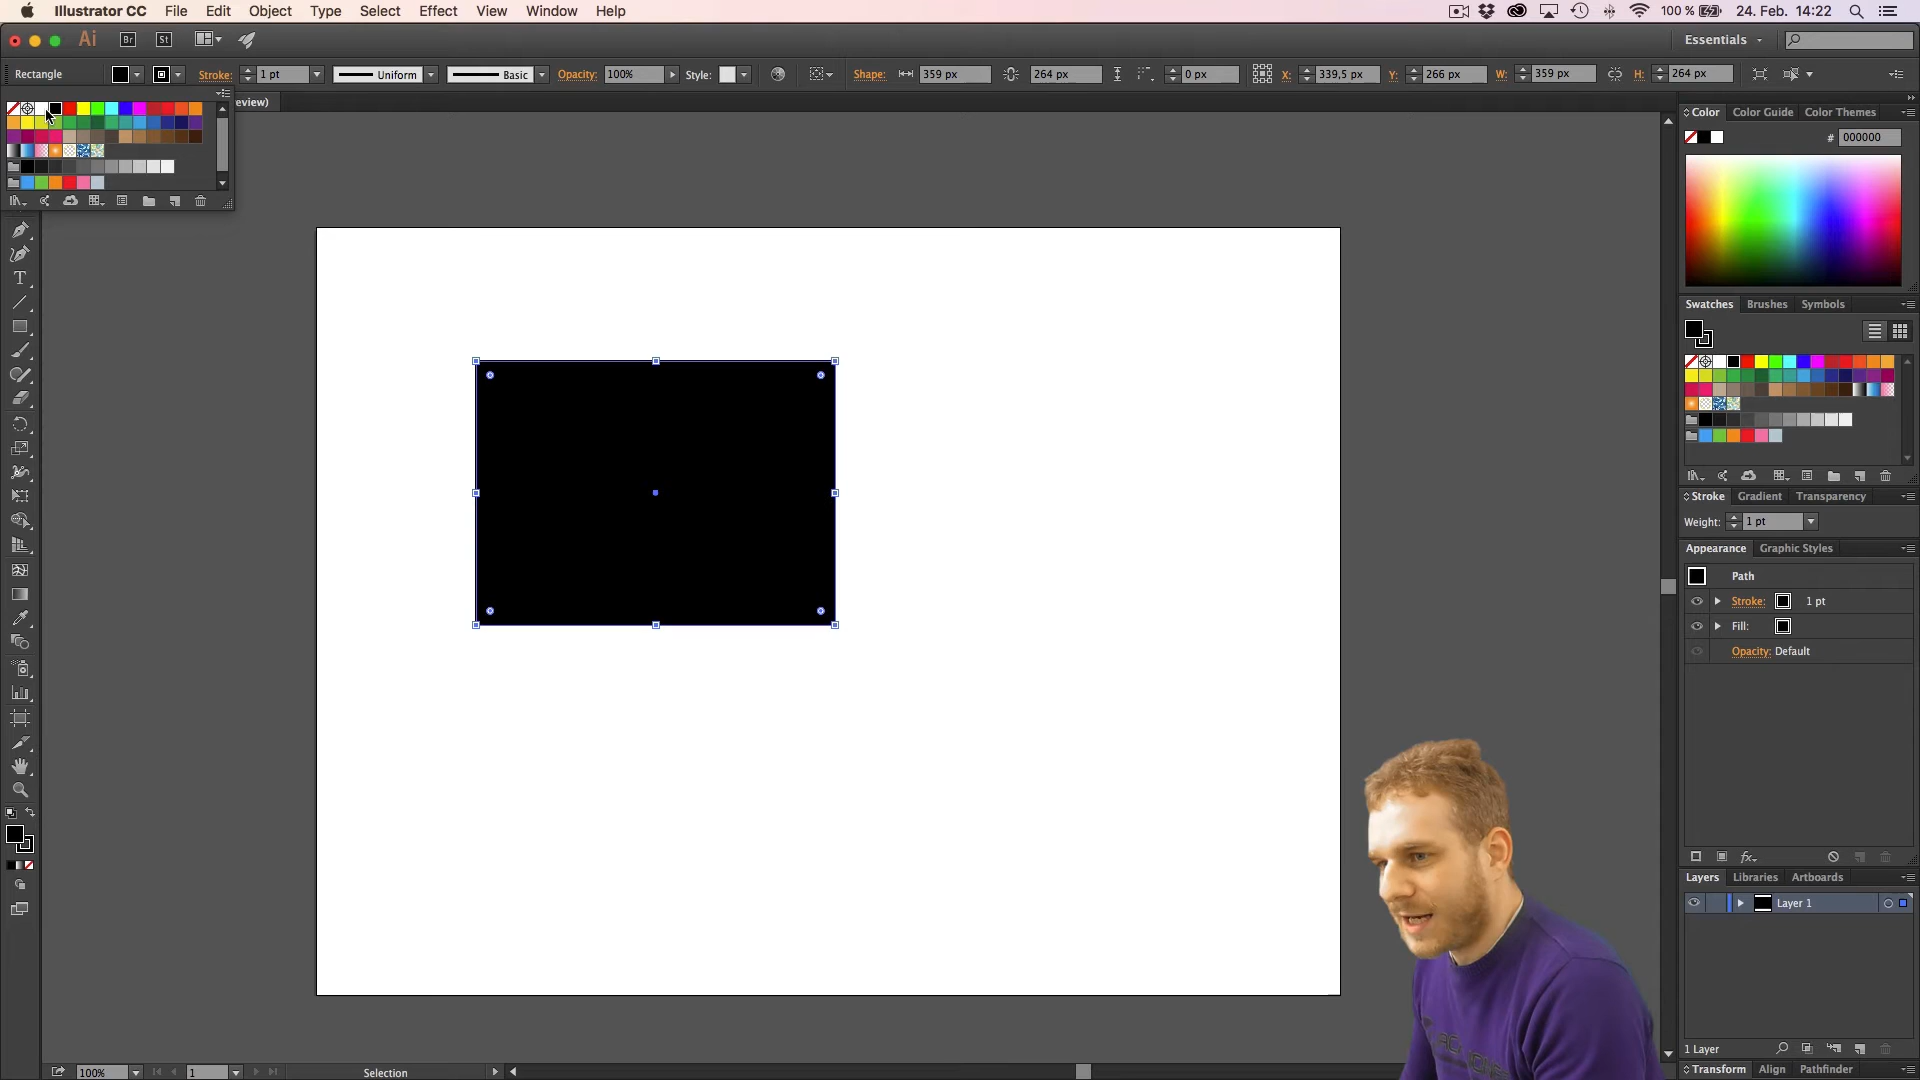 Illustrator CC File Edit Object Type Select Effect View Window Help 100 % 24. Feb. 14:22
Ai Br St Essentials
Rectangle Stroke: 1 pt Uniform Basic Opacity: 100% Style: Shape: 359 px 264 px 0 px X: 339,5 px Y: 266 px W: 359 px H: 264 px
eview)
Color Color Guide Color Themes
# 000000
Swatches Brushes Symbols
Stroke Gradient Transparency
Weight: 1 pt
Appearance Graphic Styles
Path
Stroke: 1 pt
Fill:
Opacity: Default
fx
Layers Libraries Artboards
Layer 1
1 Layer
Transform Align Pathfinder
100% 1 Selection